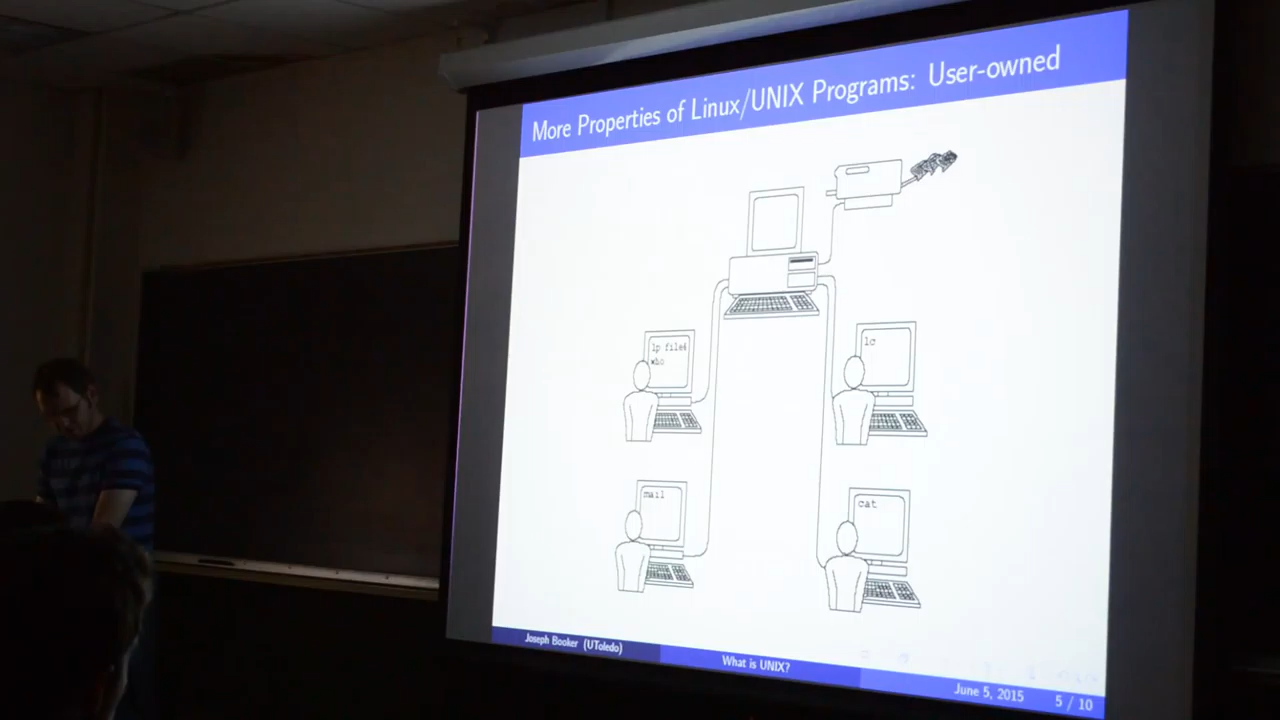 More Properties of Linux/UNIX Programs: User-owned
lp file&
who
lc
mail
cat
Joseph Booker (UToledo)
What is UNIX?
June 5, 2015
5 / 10